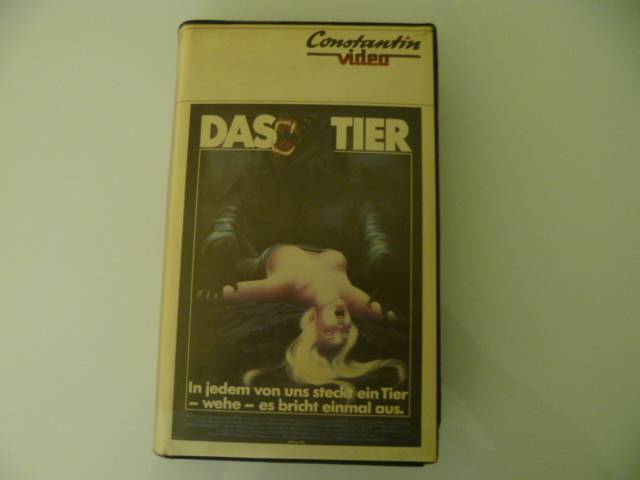 Constantin
video
DAS TIER
In jedem von uns steckt ein Tier
– wehe – es bricht einmal aus.